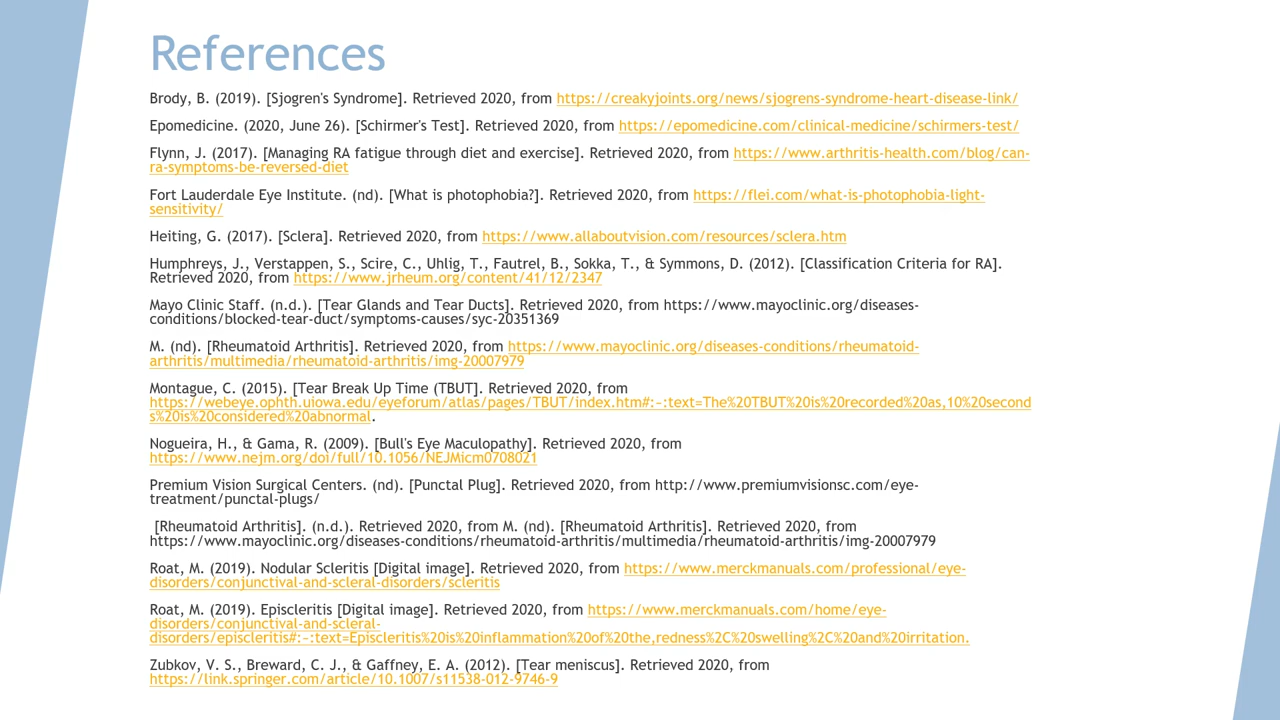 References
Brody, B. (2019). [Sjogren's Syndrome]. Retrieved 2020, from https://creakyjoints.org/news/sjogrens-syndrome-heart-disease-link/
Epomedicine. (2020, June 26). [Schirmer's Test]. Retrieved 2020, from https://epomedicine.com/clinical-medicine/schirmers-test/
Flynn, J. (2017). [Managing RA fatigue through diet and exercise]. Retrieved 2020, from https://www.arthritis-health.com/blog/can-
ra-symptoms-be-reversed-diet
Fort Lauderdale Eye Institute. (nd). [What is photophobia?]. Retrieved 2020, from https://flei.com/what-is-photophobia-light-
sensitivity/
Heiting, G. (2017). [Sclera]. Retrieved 2020, from https://www.allaboutvision.com/resources/sclera.htm
Humphreys, J., Verstappen, S., Scire, C., Uhlig, T., Fautrel, B., Sokka, T., & Symmons, D. (2012). [Classification Criteria for RA].
Retrieved 2020, from https://www.jrheum.org/content/41/12/2347
Mayo Clinic Staff. (n.d.). [Tear Glands and Tear Ducts]. Retrieved 2020, from https://www.mayoclinic.org/diseases-
conditions/blocked-tear-duct/symptoms-causes/syc-20351369
M. (nd). [Rheumatoid Arthritis]. Retrieved 2020, from https://www.mayoclinic.org/diseases-conditions/rheumatoid-
arthritis/multimedia/rheumatoid-arthritis/img-20007979
Montague, C. (2015). [Tear Break Up Time (TBUT]. Retrieved 2020, from
https://webeye.ophth.uiowa.edu/eyeforum/atlas/pages/TBUT/index.htm#:~:text=The%20TBUT%20is%20recorded%20as,10%20second
s%20is%20considered%20abnormal.
Nogueira, H., & Gama, R. (2009). [Bull's Eye Maculopathy]. Retrieved 2020, from
https://www.nejm.org/doi/full/10.1056/NEJMicm0708021
Premium Vision Surgical Centers. (nd). [Punctal Plug]. Retrieved 2020, from http://www.premiumvisionsc.com/eye-
treatment/punctal-plugs/
[Rheumatoid Arthritis]. (n.d.). Retrieved 2020, from M. (nd). [Rheumatoid Arthritis]. Retrieved 2020, from
https://www.mayoclinic.org/diseases-conditions/rheumatoid-arthritis/multimedia/rheumatoid-arthritis/img-20007979
Roat, M. (2019). Nodular Scleritis [Digital image]. Retrieved 2020, from https://www.merckmanuals.com/professional/eye-
disorders/conjunctival-and-scleral-disorders/scleritis
Roat, M. (2019). Episcleritis [Digital image]. Retrieved 2020, from https://www.merckmanuals.com/home/eye-
disorders/conjunctival-and-scleral-
disorders/episcleritis#:~:text=Episcleritis%20is%20inflammation%20of%20the,redness%2C%20swelling%2C%20and%20irritation.
Zubkov, V. S., Breward, C. J., & Gaffney, E. A. (2012). [Tear meniscus]. Retrieved 2020, from
https://link.springer.com/article/10.1007/s11538-012-9746-9